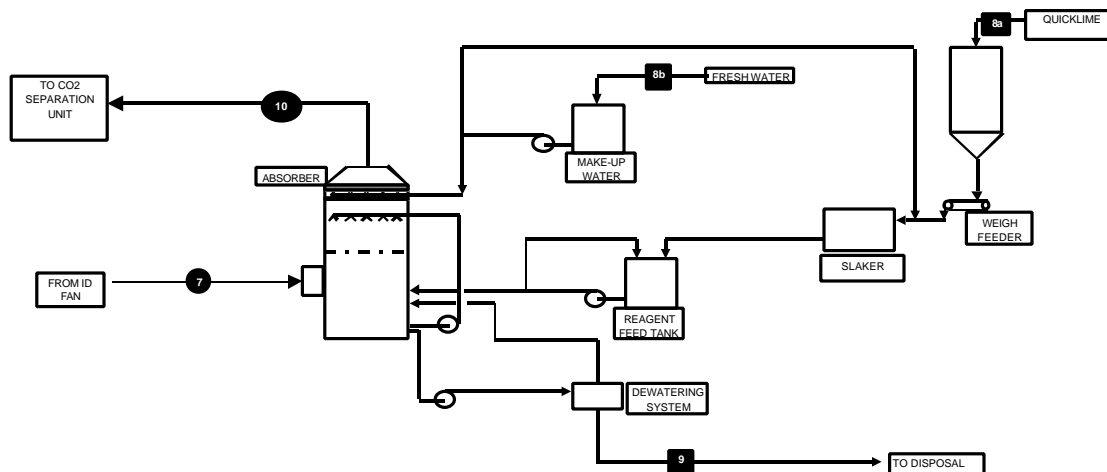 8a
QUICKLIME
TO CO2
SEPARATION
UNIT
10
8b
FRESH WATER
MAKE-UP
WATER
ABSORBER
WEIGH
FEEDER
SLAKER
FROM ID
FAN
7
REAGENT
FEED TANK
DEWATERING
SYSTEM
9
TO DISPOSAL